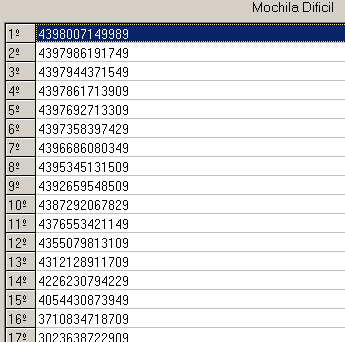 Mochila Dificil
1º 4398007149989
2º 4397986191749
3º 4397944371549
4º 4397861713909
5º 4397692713309
6º 4397358397429
7º 4396686080349
8º 4395345131509
9º 4392659548509
10º 4387292067829
11º 4376553421149
12º 4355079813109
13º 4312128911709
14º 4226230794229
15º 4054430873949
16º 3710834718709
17º 3023638722909